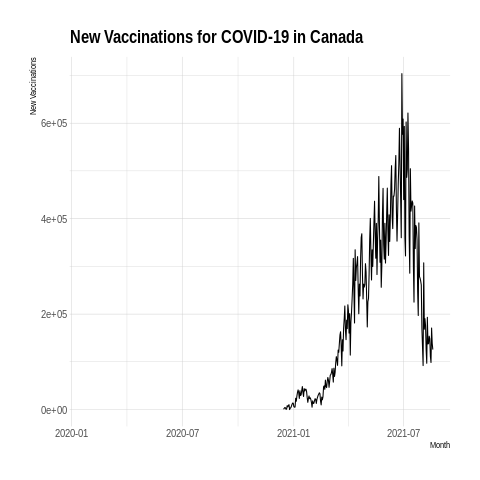 New Vaccinations for COVID-19 in Canada
New Vaccinations
6e+05
4e+05
2e+05
0e+00
2020-01 2020-07 2021-01 2021-07
Month